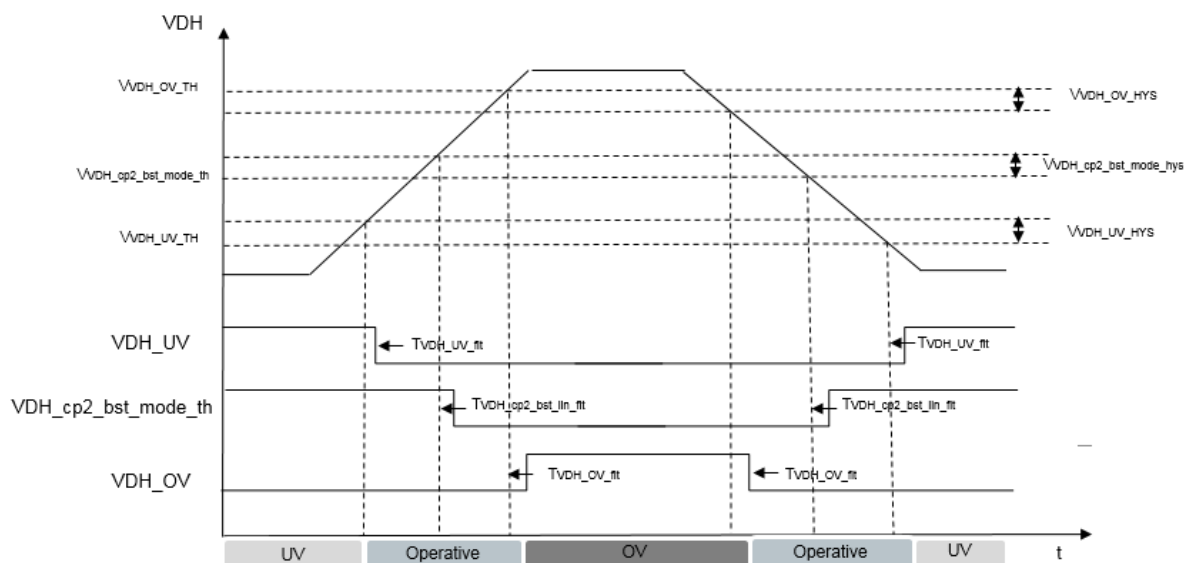 VDH
VVDH_OV_TH
VVDH_OV_HYS
VVDH_cp2_bst_mode_th
VVDH_cp2_bst_mode_hys
VVDH_UV_TH
VVDH_UV_HYS
VDH_UV
TVDH_UV_flt
TVDH_UV_flt
VDH_cp2_bst_mode_th
TVDH_cp2_bst_lin_flt
TVDH_cp2_bst_lin_flt
VDH_OV
TVDH_OV_flt
TVDH_OV_flt
UV
Operative
OV
Operative
UV
t